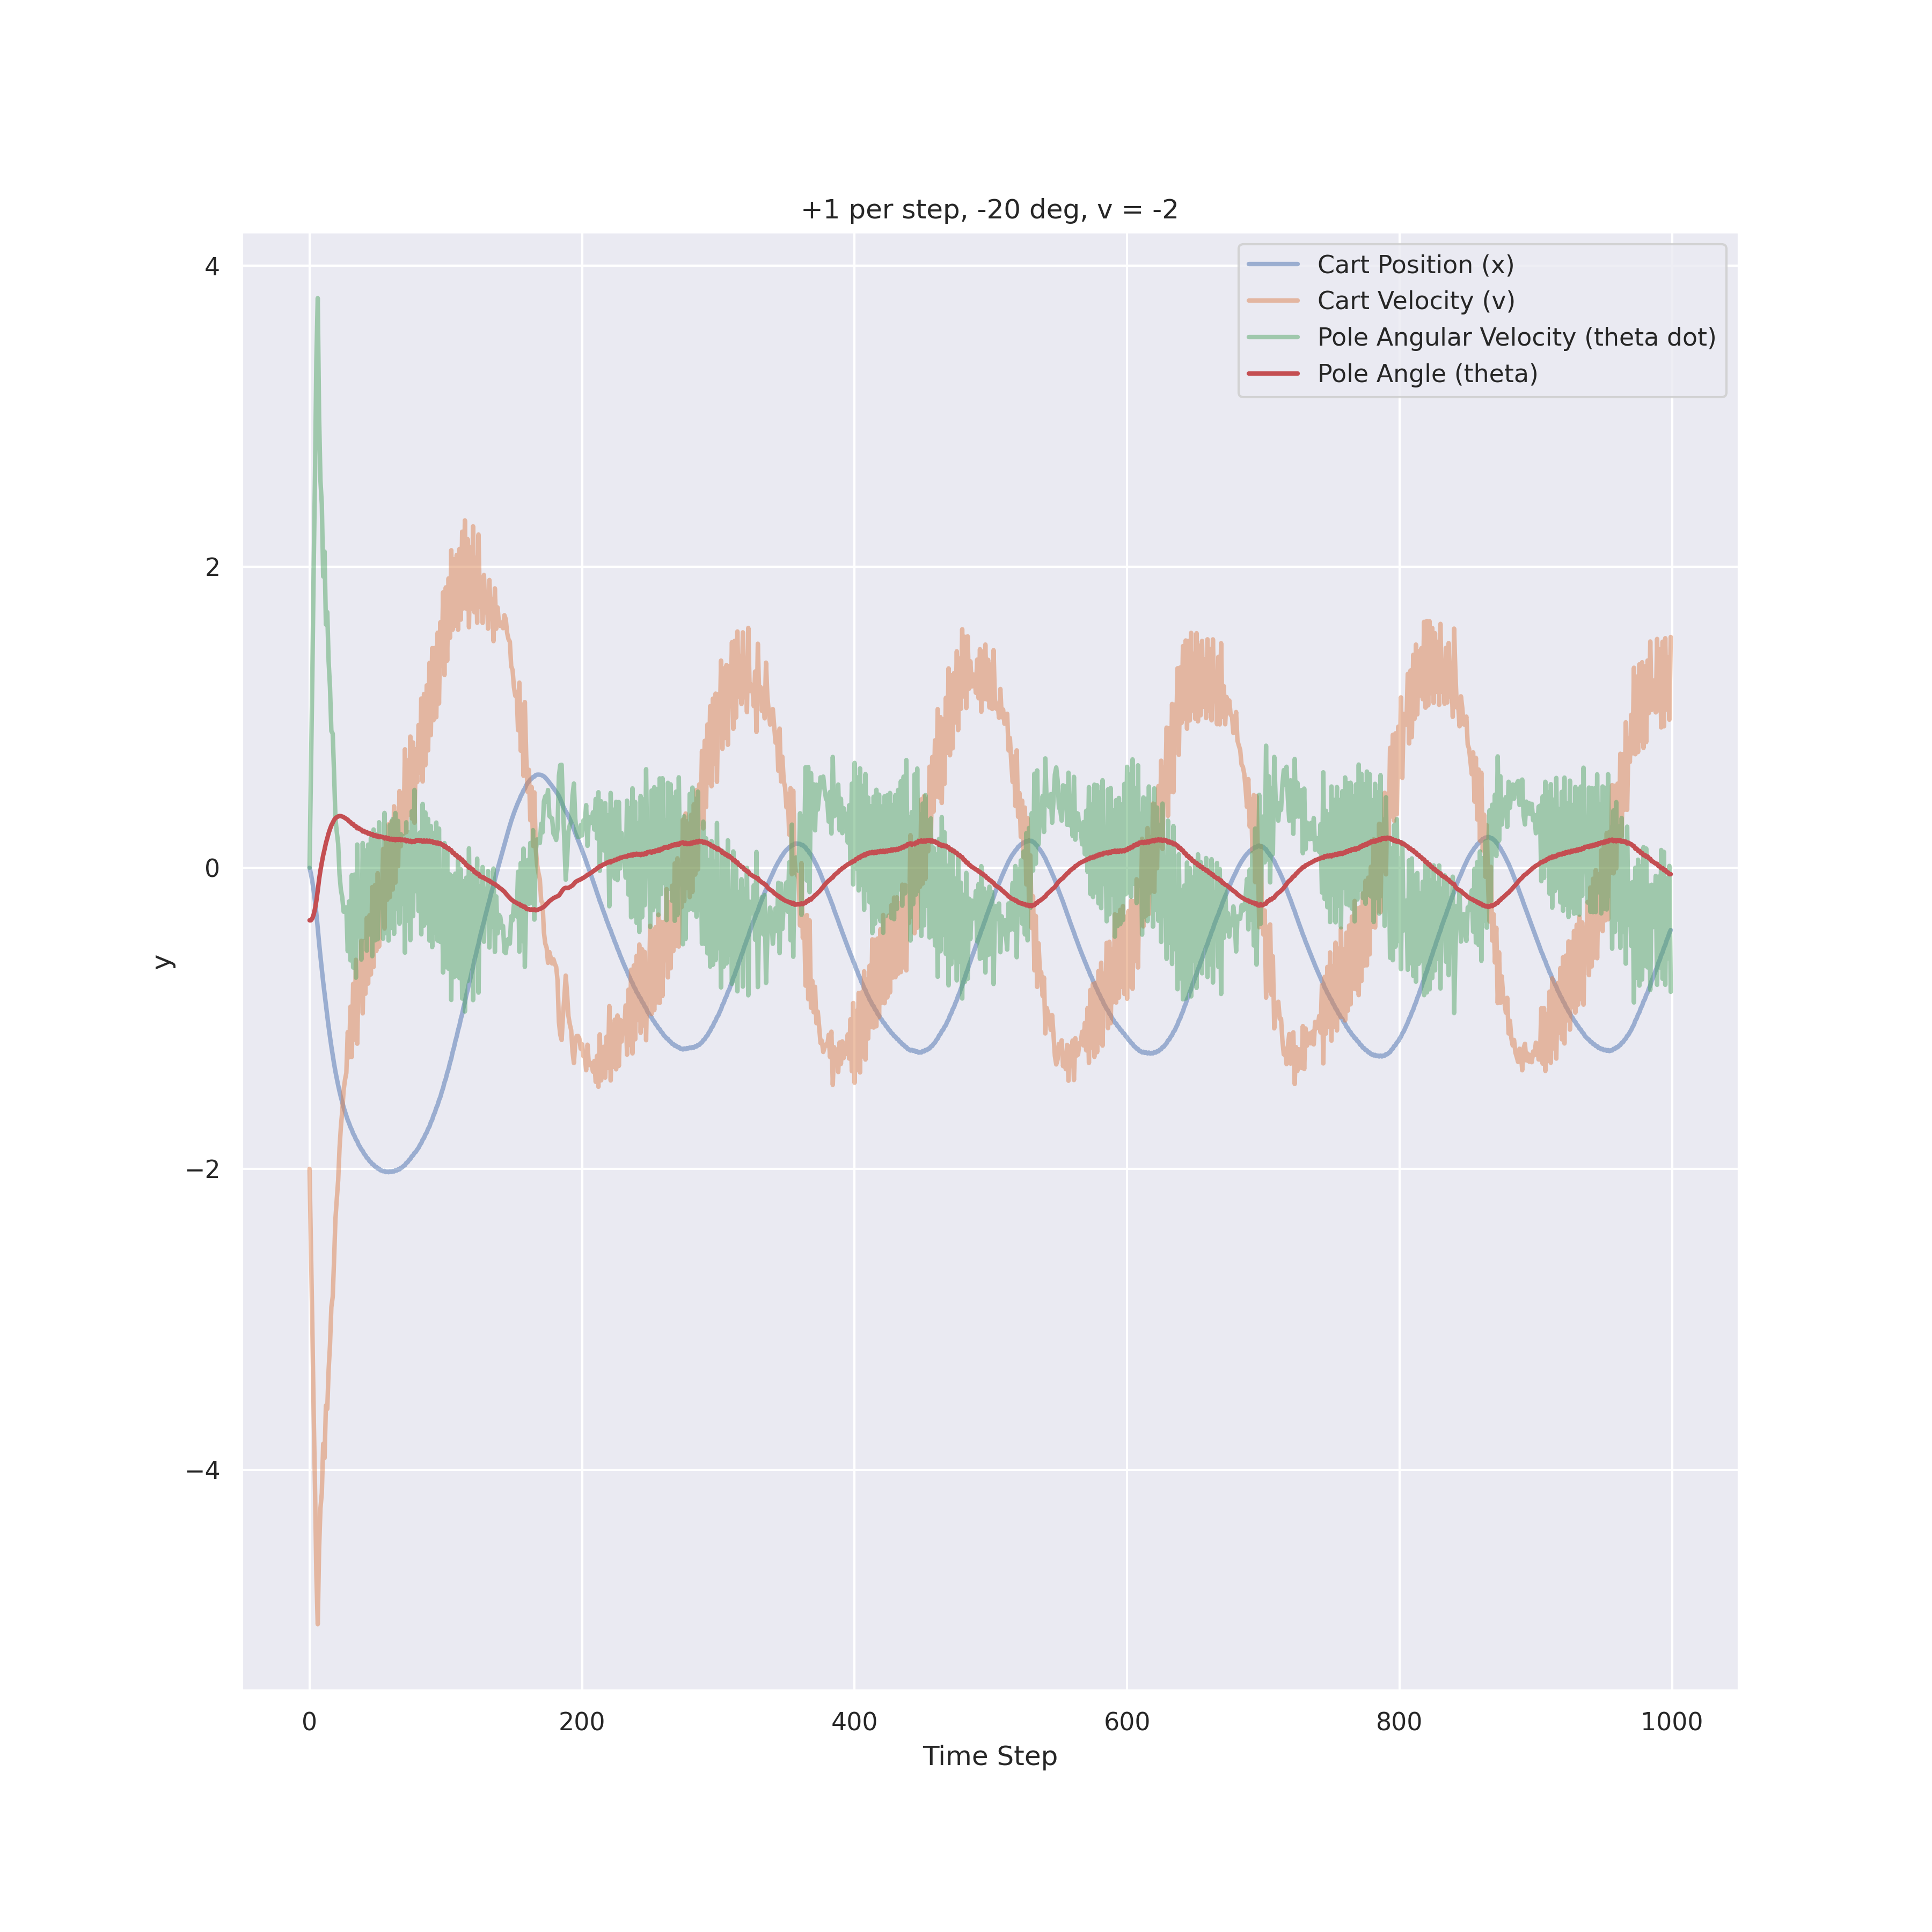 +1 per step, -20 deg, v = -2
Cart Position (x)
Cart Velocity (v)
Pole Angular Velocity (theta dot)
Pole Angle (theta)
4
2
0
−2
−4
y
0 200 400 600 800 1000
Time Step